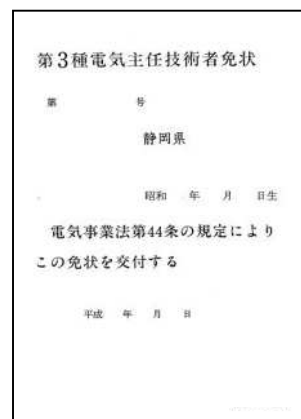 第3種電気主任技術者免状
第　号
静岡県
昭和　年　月　日生
電気事業法第44条の規定により
この免状を交付する
平成　年　月　日